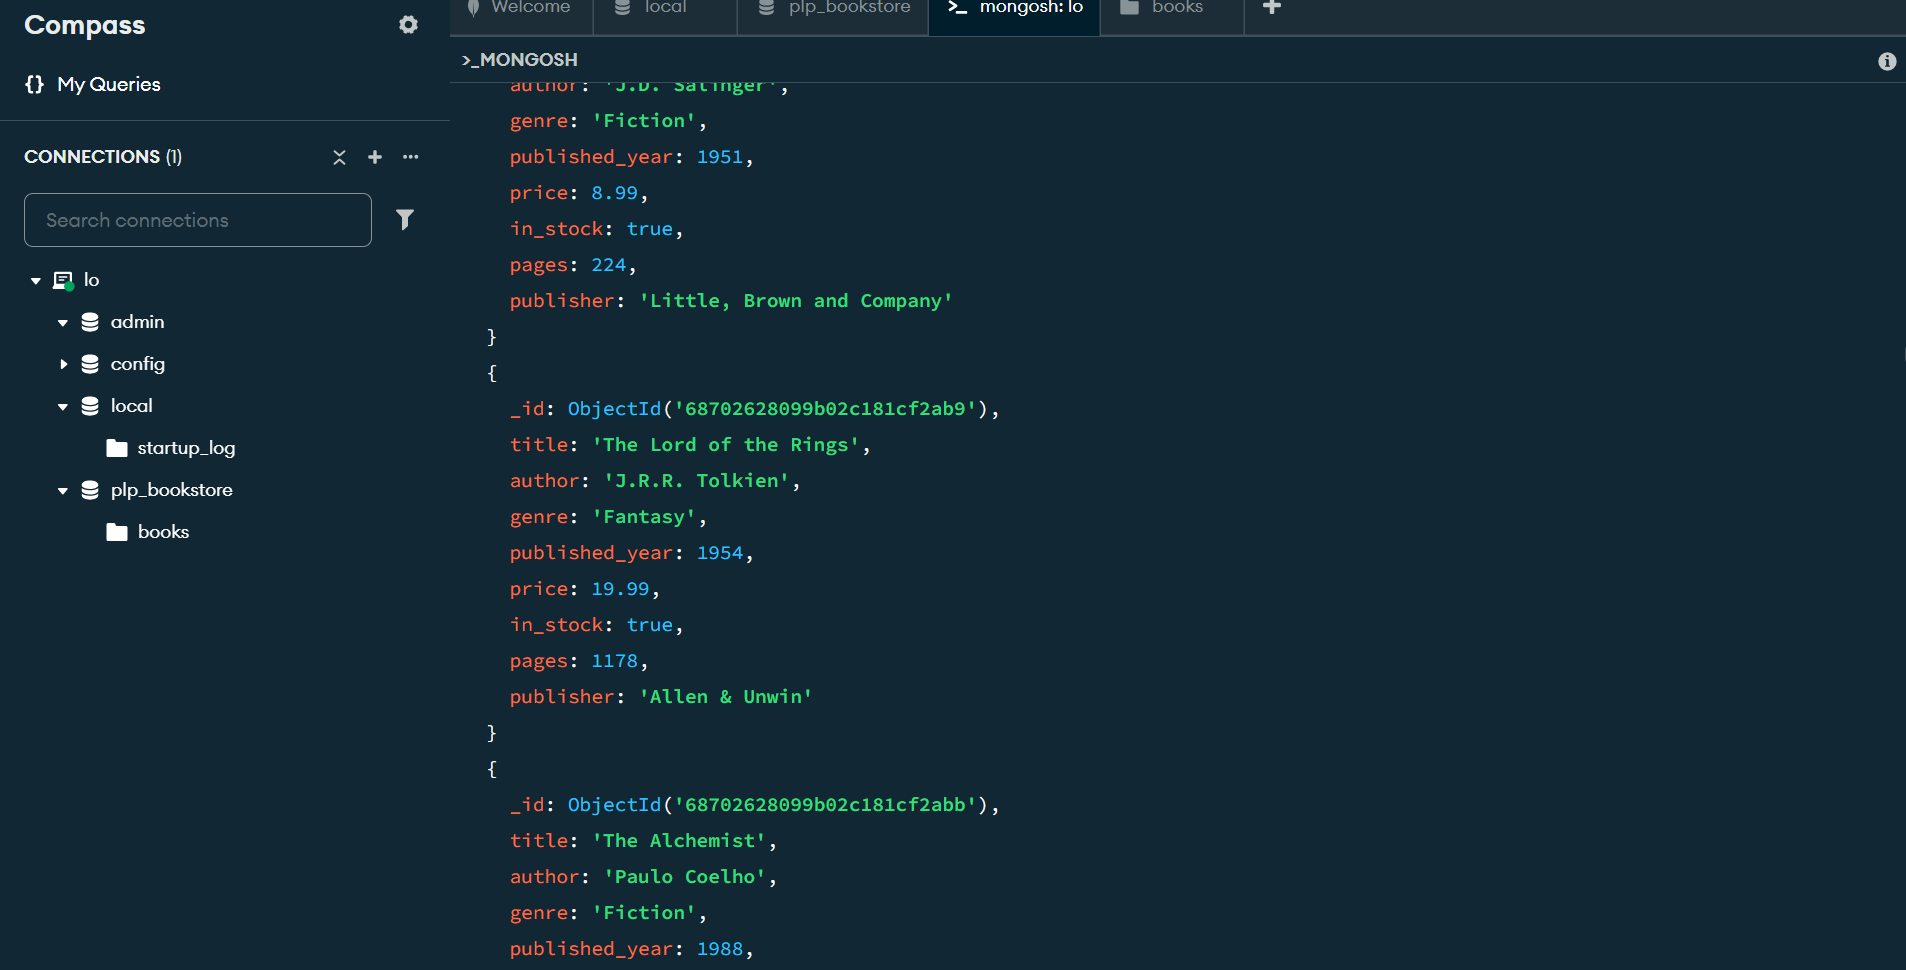 Compass
My Queries
CONNECTIONS (1)
Search connections
lo
admin
config
local
startup_log
plp_bookstore
books
Welcome
local
plp_bookstore
>_ mongosh: lo
books
>_MONGOSH
author: 'J.D. Salinger',
genre: 'Fiction',
published_year: 1951,
price: 8.99,
in_stock: true,
pages: 224,
publisher: 'Little, Brown and Company'
}
{
_id: ObjectId('68702628099b02c181cf2ab9'),
title: 'The Lord of the Rings',
author: 'J.R.R. Tolkien',
genre: 'Fantasy',
published_year: 1954,
price: 19.99,
in_stock: true,
pages: 1178,
publisher: 'Allen & Unwin'
}
{
_id: ObjectId('68702628099b02c181cf2abb'),
title: 'The Alchemist',
author: 'Paulo Coelho',
genre: 'Fiction',
published_year: 1988,